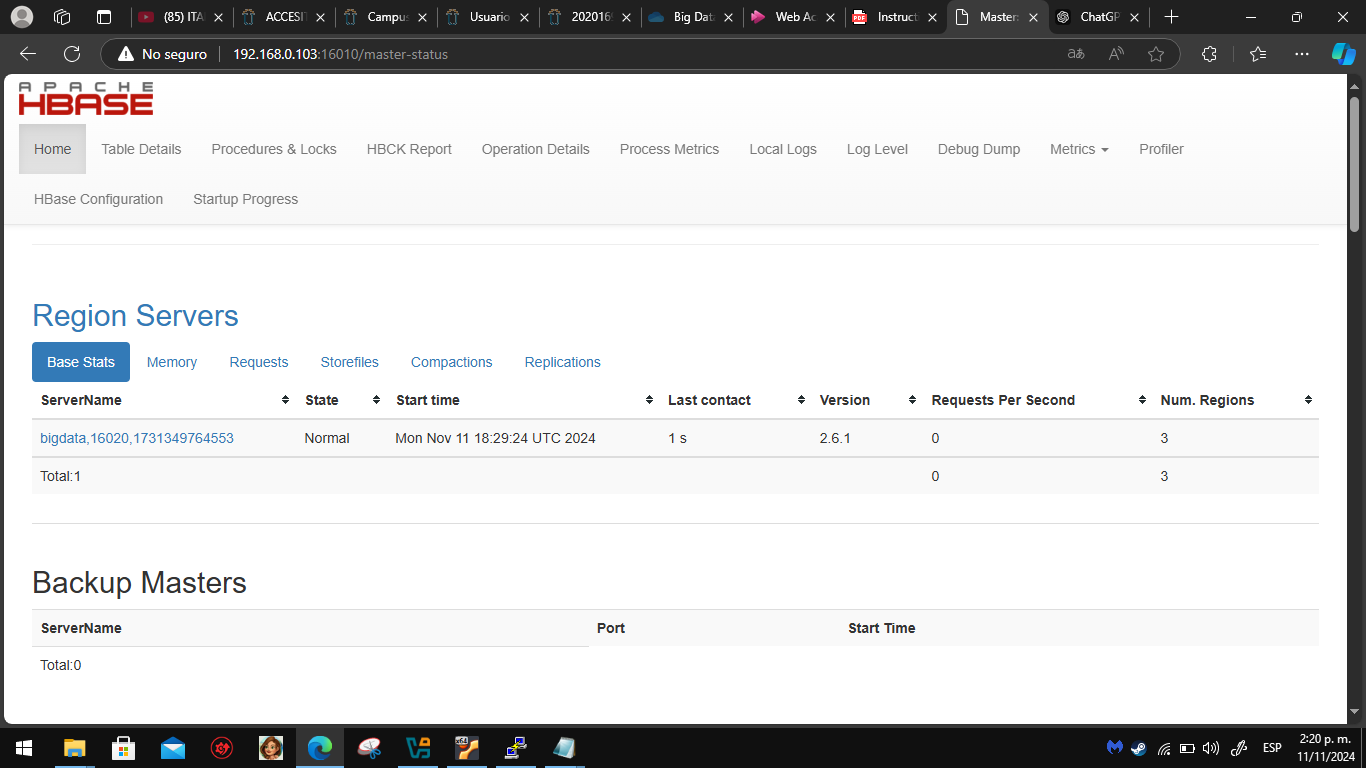 (85) ITA
ACCESI
Campus
Usuario
202016
Big Dat
Web Ac
Instruct
Master:
ChatGP
No seguro
192.168.0.103:16010/master-status
APACHE
HBASE
Home
Table Details
Procedures & Locks
HBCK Report
Operation Details
Process Metrics
Local Logs
Log Level
Debug Dump
Metrics
Profiler
HBase Configuration
Startup Progress
Region Servers
Base Stats
Memory
Requests
Storefiles
Compactions
Replications
ServerName State Start time Last contact Version Requests Per Second Num. Regions
bigdata,16020,1731349764553 Normal Mon Nov 11 18:29:24 UTC 2024 1 s 2.6.1 0 3
Total:1 0 3
Backup Masters
ServerName Port Start Time
Total:0
ESP
2:20 p. m.
11/11/2024